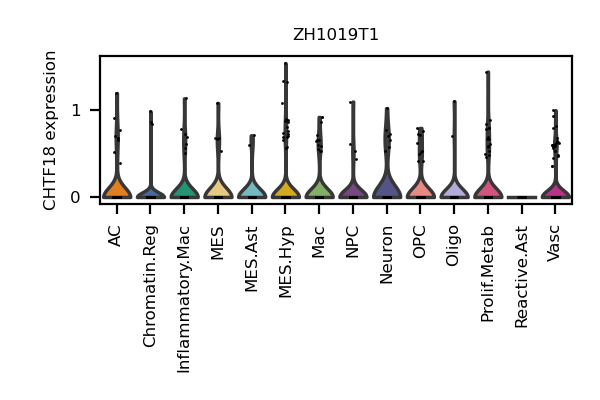 ZH1019T1
CHTF18 expression
1
0
AC
Chromatin.Reg
Inflammatory.Mac
MES
MES.Ast
MES.Hyp
Mac
NPC
Neuron
OPC
Oligo
Prolif.Metab
Reactive.Ast
Vasc